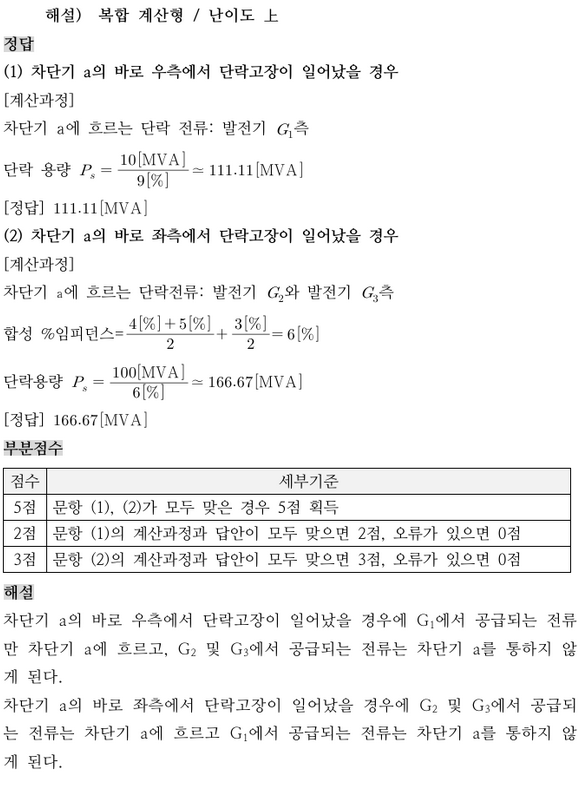 해설) 복합 계산형 / 난이도 上
정답
(1) 차단기 a의 바로 우측에서 단락고장이 일어났을 경우
[계산과정]
차단기 a에 흐르는 단락 전류: 발전기 G₁측
단락 용량 Pₛ = 10[MVA] / 9[%] ≃ 111.11[MVA]
[정답] 111.11[MVA]
(2) 차단기 a의 바로 좌측에서 단락고장이 일어났을 경우
[계산과정]
차단기 a에 흐르는 단락전류: 발전기 G₂와 발전기 G₃측
합성 %임피던스= (4[%]+5[%]) / 2 + 3[%] / 2 = 6[%]
단락용량 Pₛ = 100[MVA] / 6[%] ≃ 166.67[MVA]
[정답] 166.67[MVA]
부분점수
점수 세부기준
5점 문항 (1), (2)가 모두 맞은 경우 5점 획득
2점 문항 (1)의 계산과정과 답안이 모두 맞으면 2점, 오류가 있으면 0점
3점 문항 (2)의 계산과정과 답안이 모두 맞으면 3점, 오류가 있으면 0점
해설
차단기 a의 바로 우측에서 단락고장이 일어났을 경우에 G₁에서 공급되는 전류
만 차단기 a에 흐르고, G₂ 및 G₃에서 공급되는 전류는 차단기 a를 통하지 않
게 된다.
차단기 a의 바로 좌측에서 단락고장이 일어났을 경우에 G₂ 및 G₃에서 공급되
는 전류는 차단기 a에 흐르고 G₁에서 공급되는 전류는 차단기 a를 통하지 않
게 된다.